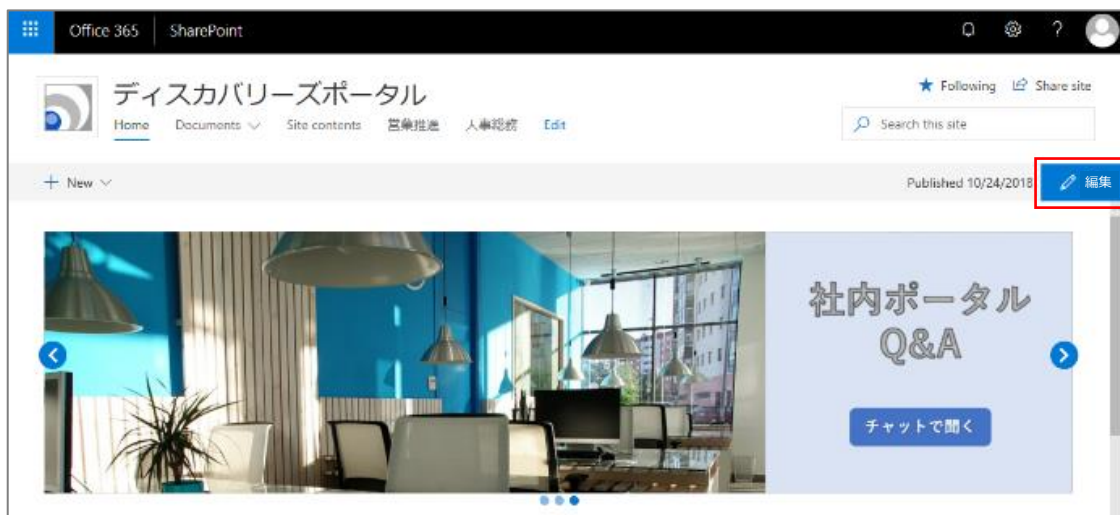 Office 365 SharePoint ?
ディスカバリーズポータル
Following Share site
Home Documents Site contents 営業推進 人事総務 Edit
Search this site
+ New Published 10/24/2018 編集
社内ポータル
Q&A
チャットで聞く